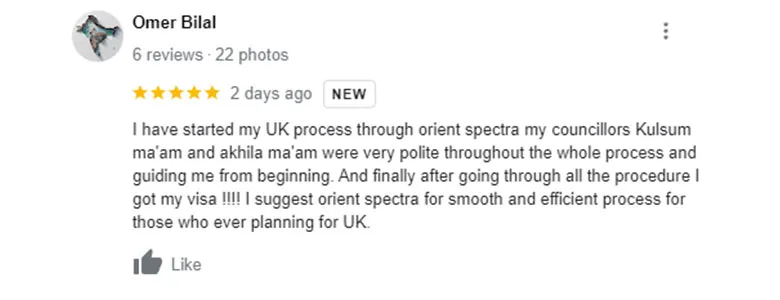 Omer Bilal
6 reviews · 22 photos
2 days ago NEW
I have started my UK process through orient spectra my councillors Kulsum
ma'am and akhila ma'am were very polite throughout the whole process and
guiding me from beginning. And finally after going through all the procedure I
got my visa !!!! I suggest orient spectra for smooth and efficient process for
those who ever planning for UK.
Like